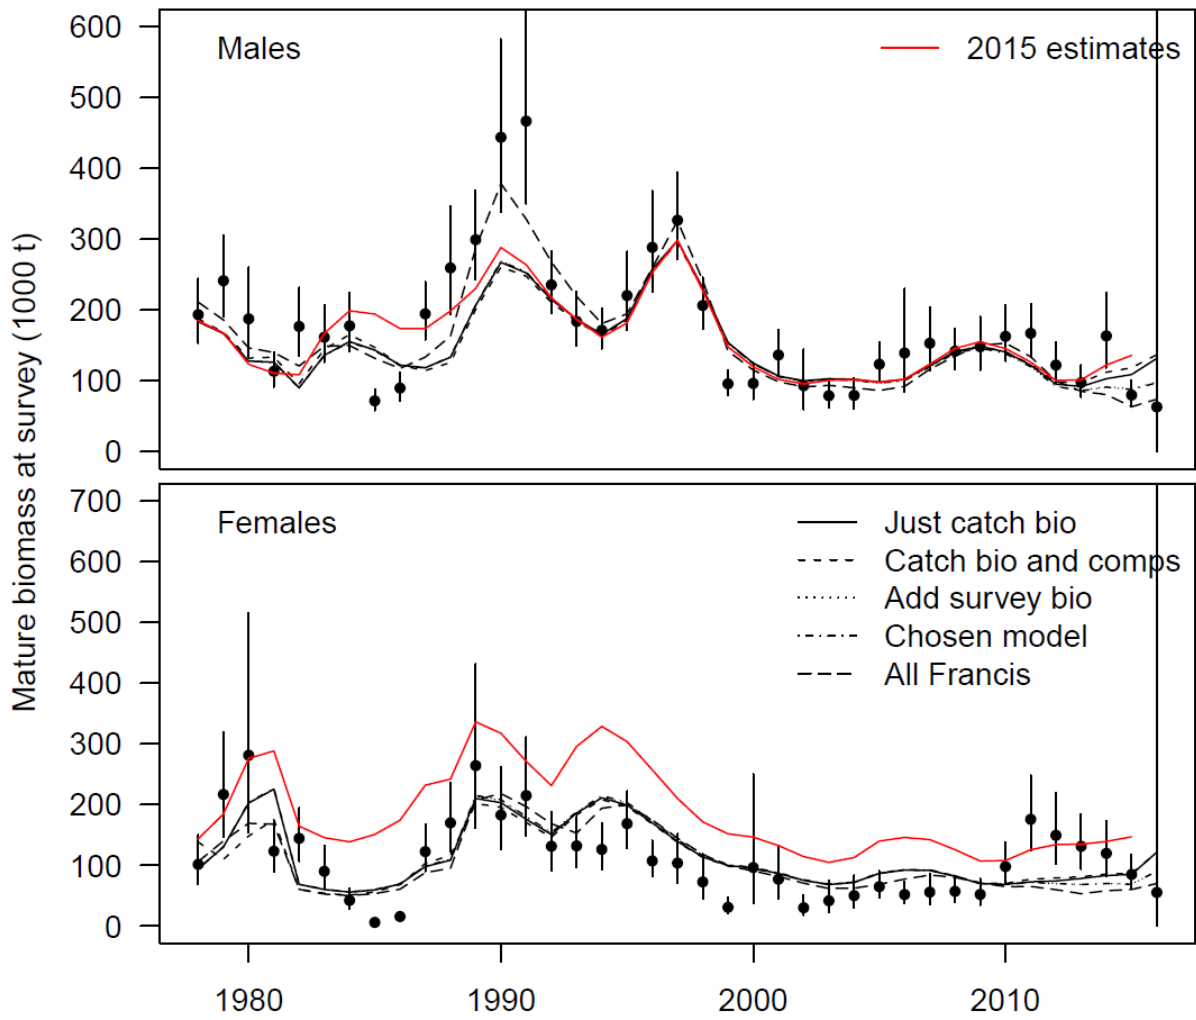 Mature biomass at survey (1000 t)
Males
2015 estimates
600
500
400
300
200
100
0
Females
Just catch bio
Catch bio and comps
Add survey bio
Chosen model
All Francis
700
600
500
400
300
200
100
0
1980 1990 2000 2010